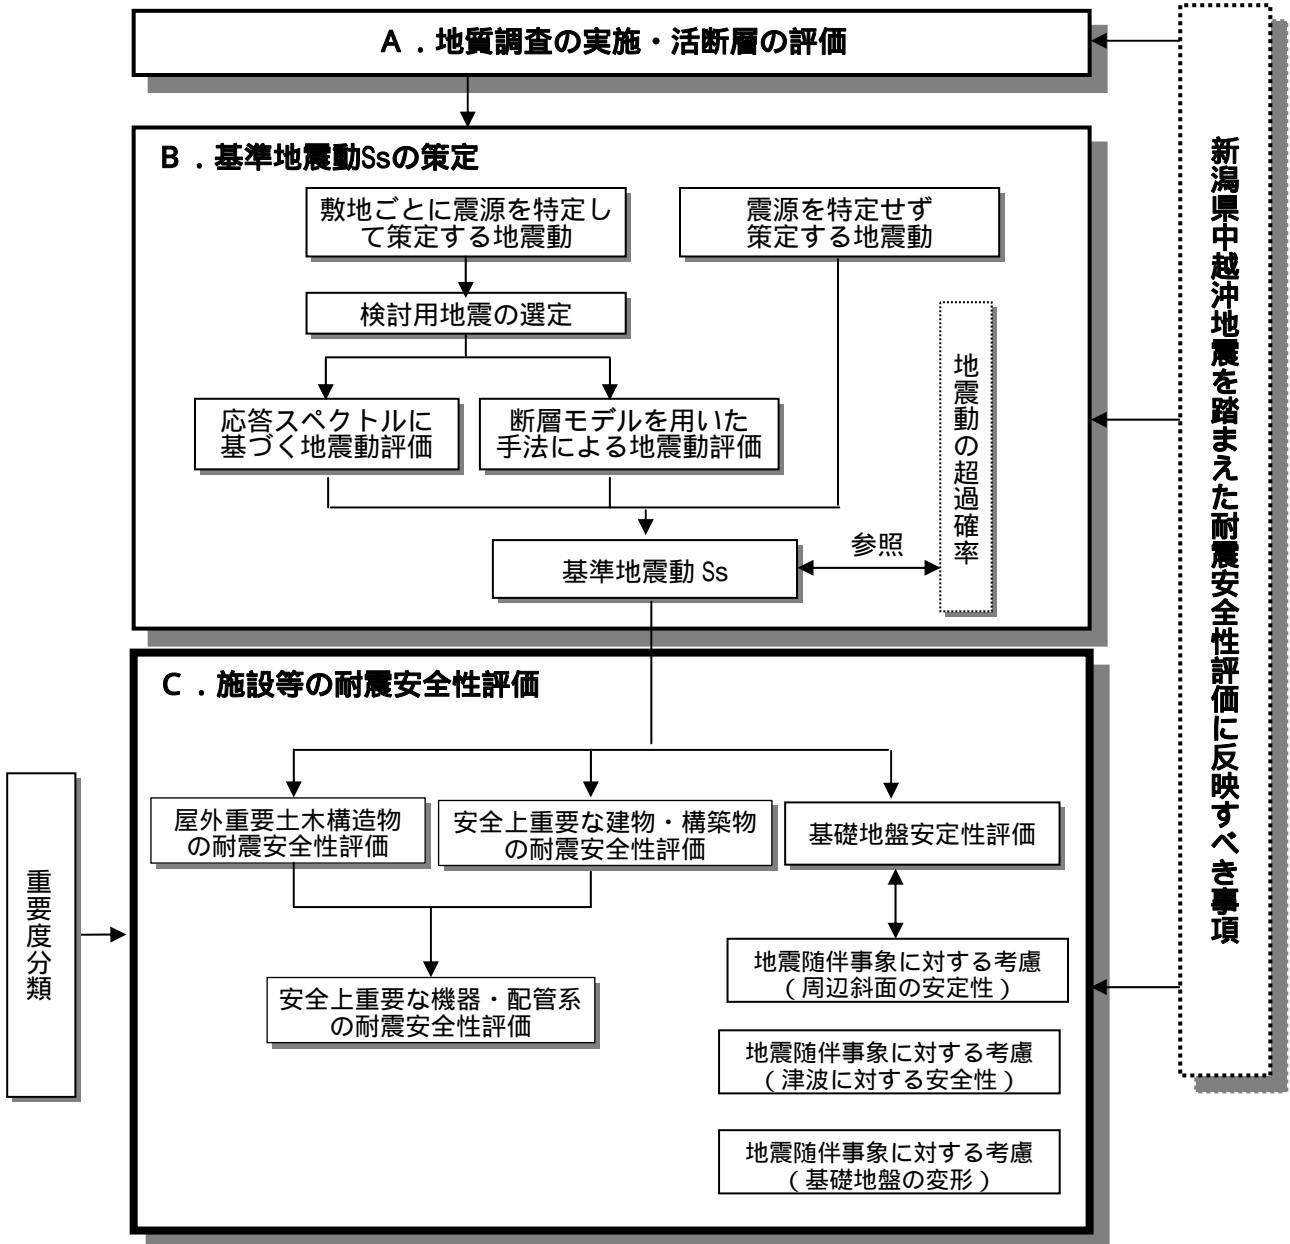 A．地質調査の実施・活断層の評価
B．基準地震動Ssの策定
敷地ごとに震源を特定し
て策定する地震動
震源を特定せず
策定する地震動
検討用地震の選定
応答スペクトルに
基づく地震動評価
断層モデルを用いた
手法による地震動評価
地震動の超過確率
参照
基準地震動 Ss
C．施設等の耐震安全性評価
屋外重要土木構造物
の耐震安全性評価
安全上重要な建物・構築物
の耐震安全性評価
基礎地盤安定性評価
安全上重要な機器・配管系
の耐震安全性評価
地震随伴事象に対する考慮
（周辺斜面の安定性）
地震随伴事象に対する考慮
（津波に対する安全性）
地震随伴事象に対する考慮
（基礎地盤の変形）
重要度分類
新潟県中越沖地震を踏まえた耐震安全性評価に反映すべき事項